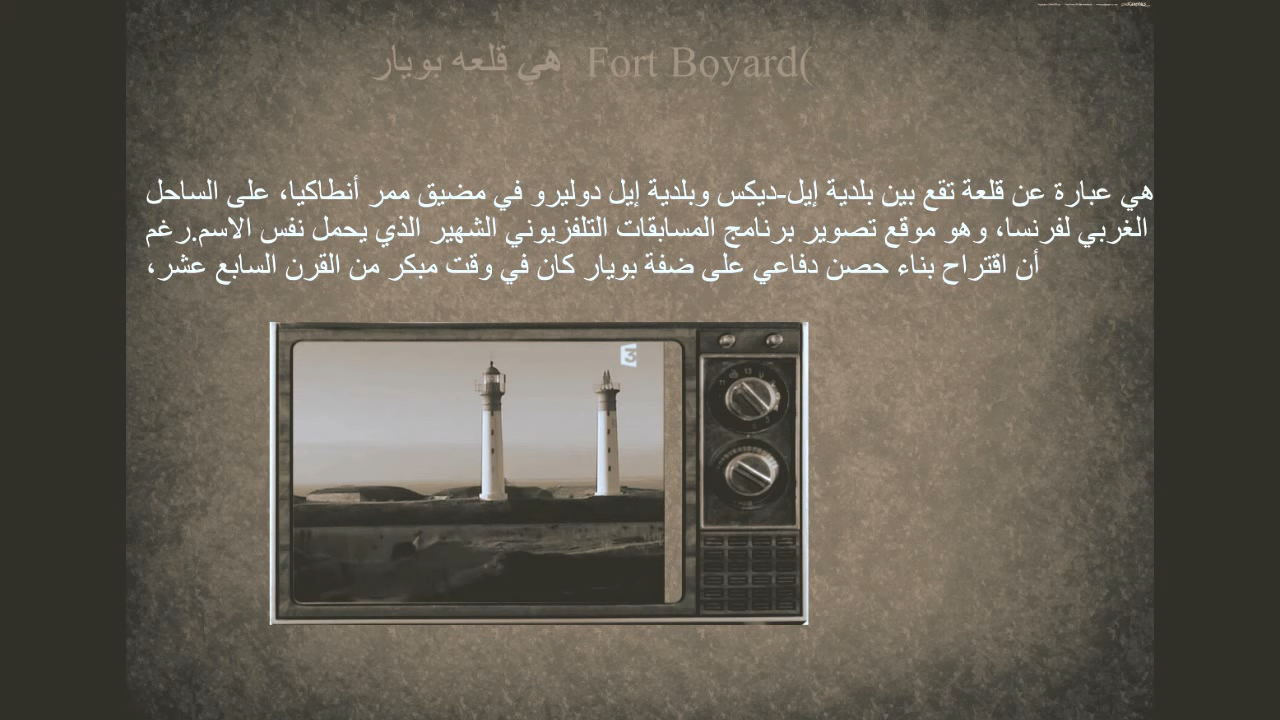 (Fort Boyard هي قلعه بويار
هي عبارة عن قلعة تقع بين بلدية إيل-ديكس وبلدية إيل دوليرو في مضيق ممر أنطاكيا، على الساحل
الغربي لفرنسا، وهو موقع تصوير برنامج المسابقات التلفزيوني الشهير الذي يحمل نفس الاسم.رغم
أن اقتراح بناء حصن دفاعي على ضفة بويار كان في وقت مبكر من القرن السابع عشر،
3